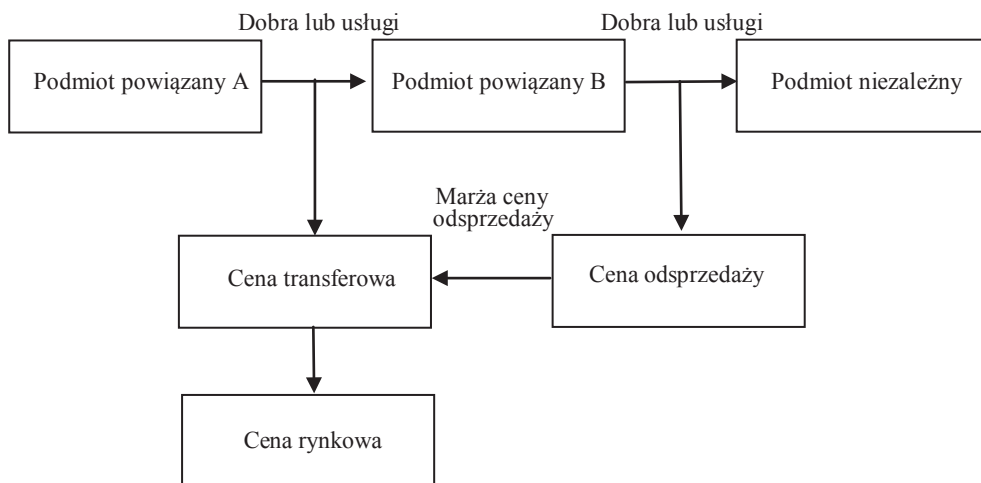 Dobra lub usługi
Dobra lub usługi
Podmiot powiązany A
Podmiot powiązany B
Podmiot niezależny
Marża ceny
odsprzedaży
Cena transferowa
Cena odsprzedaży
Cena rynkowa